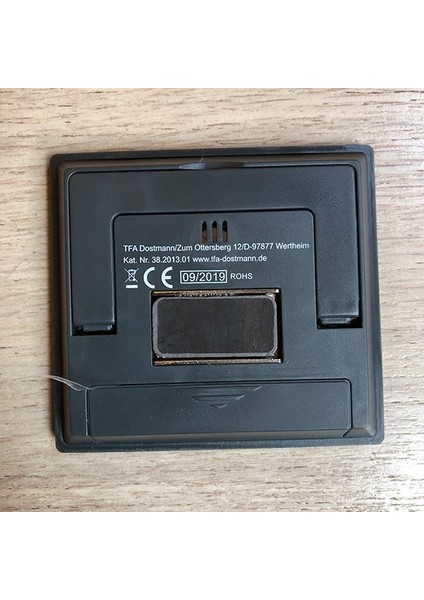 TFA Dostmann/Zum Ottersberg 12/D-97877 Wertheim
Kat. Nr. 38.2013.01 www.tfa-dostmann.de
CE 09/2019 ROHS